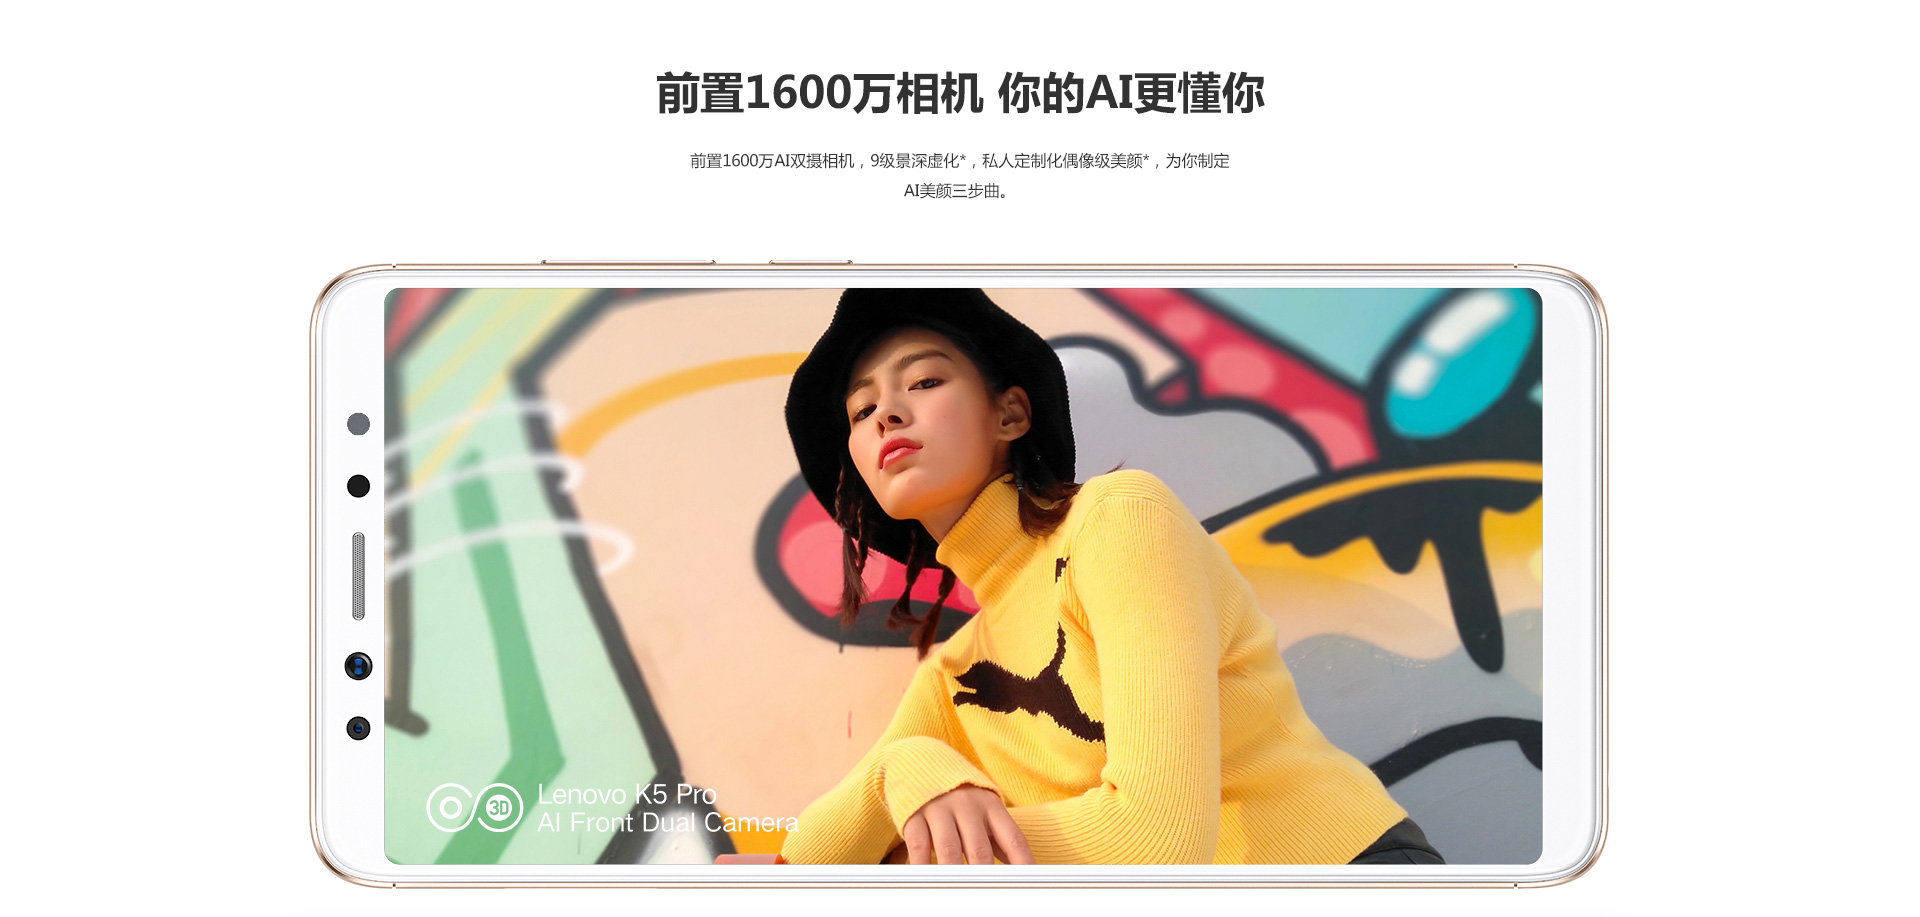 前置1600万相机 你的AI更懂你
前置1600万AI双摄相机，9级景深虚化*，私人定制化偶像级美颜*，为你制定
AI美颜三步曲。
3D
Lenovo K5 Pro
AI Front Dual Camera